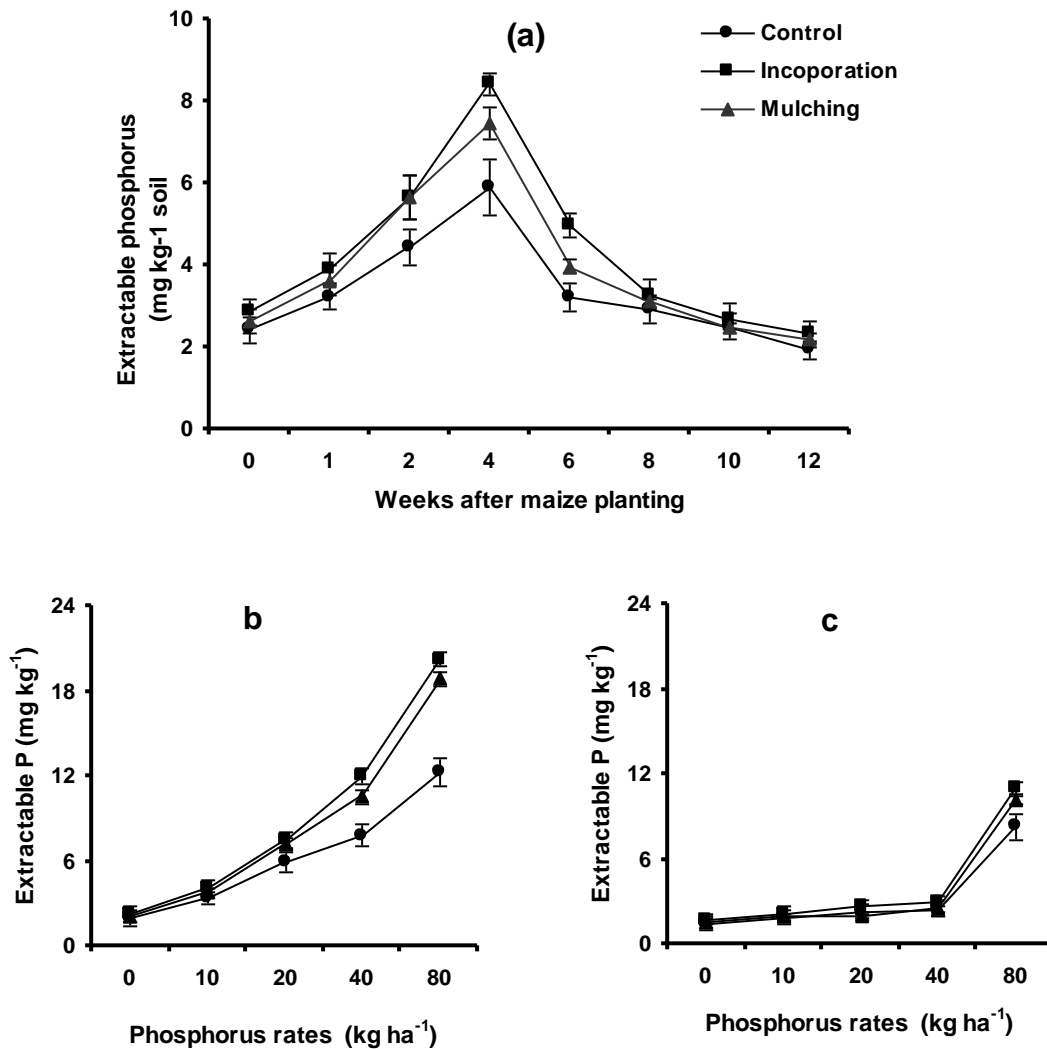 (a)
Control
Incoporation
Mulching
Extractable phosphorus
(mg kg-1 soil
10
8
6
4
2
0
0 1 2 4 6 8 10 12
Weeks after maize planting
b
Extractable P (mg kg⁻¹)
24
18
12
6
0
0 10 20 40 80
Phosphorus rates (kg ha⁻¹)
c
Extractable P (mg kg⁻¹)
24
18
12
6
0
0 10 20 40 80
Phosphorus rates (kg ha⁻¹)